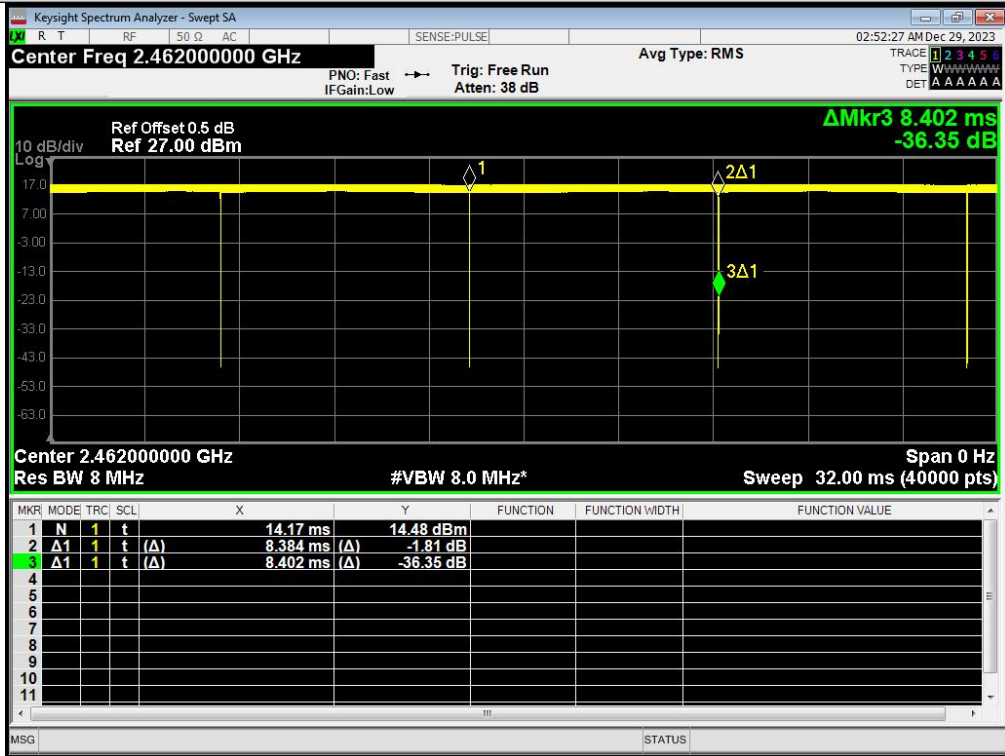 Keysight Spectrum Analyzer - Swept SA
LXI R T RF 50 Ω AC SENSE:PULSE 02:52:27 AM Dec 29, 2023
Center Freq 2.462000000 GHz Avg Type: RMS TRACE 1 2 3 4 5 6
PNO: Fast Trig: Free Run TYPE WWWWWW
IFGain:Low Atten: 38 dB DET A A A A A A
ΔMkr3 8.402 ms
Ref Offset 0.5 dB
10 dB/div Ref 27.00 dBm -36.35 dB
Log
1
2Δ1
17.0
7.00
-3.00
-13.0 3Δ1
-23.0
-33.0
-43.0
-53.0
-63.0
Center 2.462000000 GHz Span 0 Hz
Res BW 8 MHz #VBW 8.0 MHz* Sweep 32.00 ms (40000 pts)
MKR MODE TRC SCL X Y FUNCTION FUNCTION WIDTH FUNCTION VALUE
1 N 1 t 14.17 ms 14.48 dBm
2 Δ1 1 t (Δ) 8.384 ms (Δ) -1.81 dB
3 Δ1 1 t (Δ) 8.402 ms (Δ) -36.35 dB
4
5
6
7
8
9
10
11
MSG STATUS